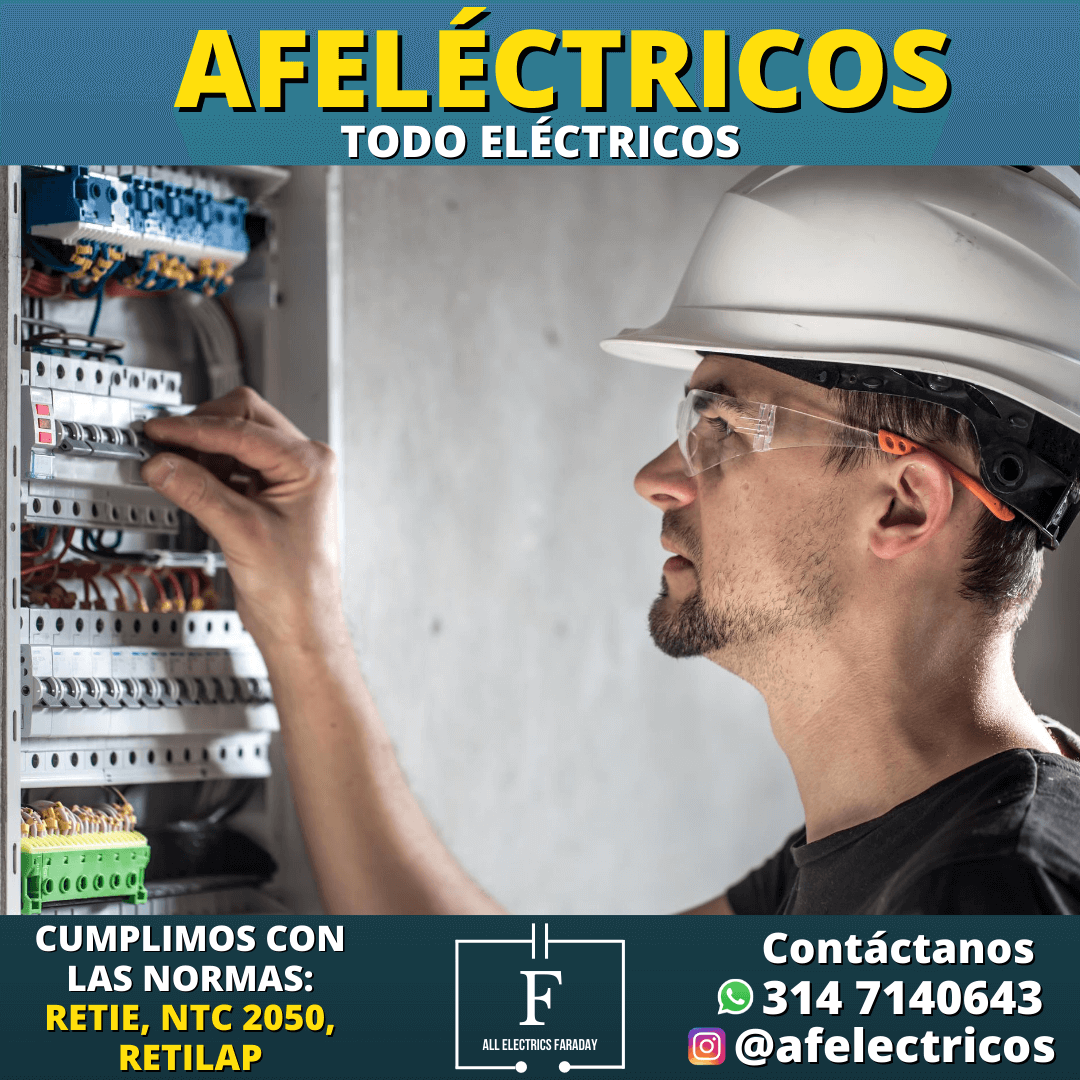 AFELÉCTRICOS
TODO ELÉCTRICOS
CUMPLIMOS CON
LAS NORMAS:
RETIE, NTC 2050,
RETILAP
F
ALL ELECTRICS FARADAY
Contáctanos
314 7140643
@afelectricos